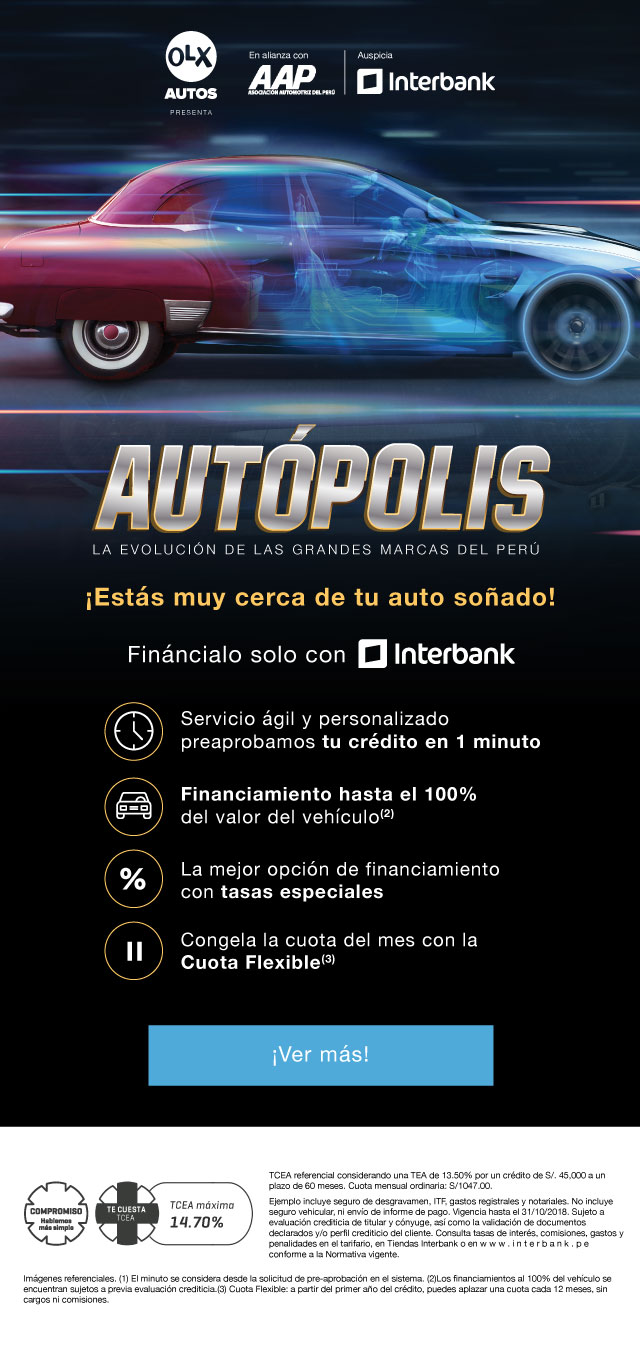 OLX
AUTOS
PRESENTA
En alianza con
AAP
ASOCIACIÓN AUTOMOTRIZ DEL PERÚ
Auspicia
Interbank
AUTÓPOLIS
LA EVOLUCIÓN DE LAS GRANDES MARCAS DEL PERÚ
¡Estás muy cerca de tu auto soñado!
Fináncialo solo con Interbank
Servicio ágil y personalizado
preaprobamos tu crédito en 1 minuto
Financiamiento hasta el 100%
del valor del vehículo(2)
%
La mejor opción de financiamiento
con tasas especiales
Congela la cuota del mes con la
Cuota Flexible(3)
¡Ver más!
COMPROMISO
Hablemos
más simple
TE CUESTA
TCEA
TCEA máxima
14.70%
TCEA referencial considerando una TEA de 13.50% por un crédito de S/. 45,000 a un
plazo de 60 meses. Cuota mensual ordinaria: S/1047.00.
Ejemplo incluye seguro de desgravamen, ITF, gastos registrales y notariales. No incluye
seguro vehicular, ni envío de informe de pago. Vigencia hasta el 31/10/2018. Sujeto a
evaluación crediticia de titular y cónyuge, así como la validación de documentos
declarados y/o perfil crediticio del cliente. Consulta tasas de interés, comisiones, gastos y
penalidades en el tarifario, en Tiendas Interbank o en w w w . i n t e r b a n k . p e
conforme a la Normativa vigente.
Imágenes referenciales. (1) El minuto se considera desde la solicitud de pre-aprobación en el sistema. (2)Los financiamientos al 100% del vehículo se
encuentran sujetos a previa evaluación crediticia.(3) Cuota Flexible: a partir del primer año del crédito, puedes aplazar una cuota cada 12 meses, sin
cargos ni comisiones.